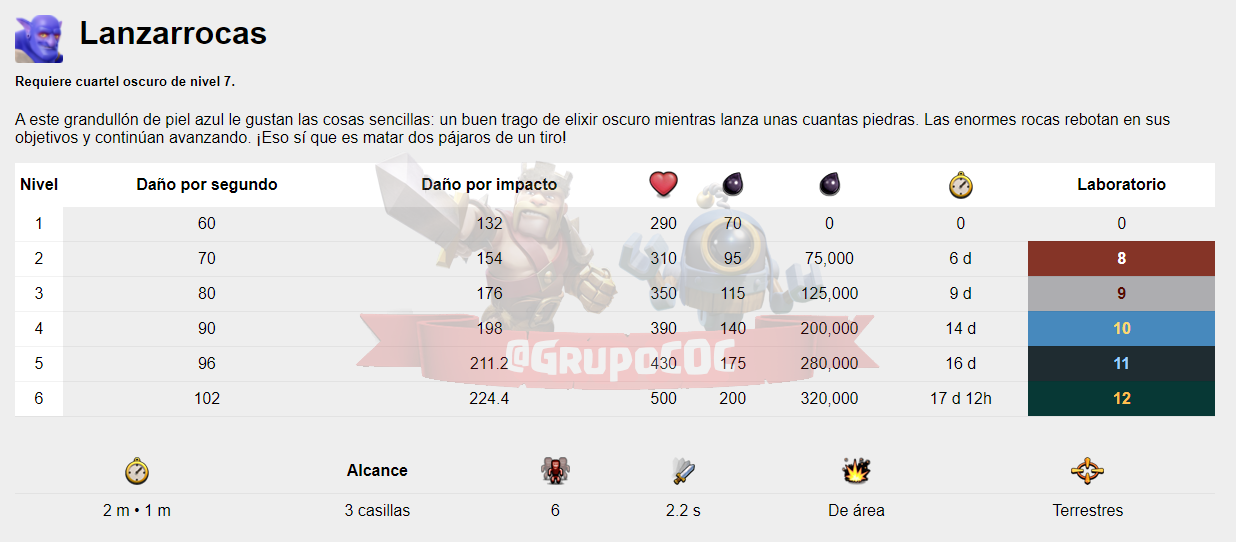 Lanzarrocas
Requiere cuartel oscuro de nivel 7.
A este grandullón de piel azul le gustan las cosas sencillas: un buen trago de elixir oscuro mientras lanza unas cuantas piedras. Las enormes rocas rebotan en sus
objetivos y continúan avanzando. ¡Eso sí que es matar dos pájaros de un tiro!
Nivel Daño por segundo Daño por impacto Laboratorio
1 60 132 290 70 0 0 0
2 70 154 310 95 75,000 6 d 8
3 80 176 350 115 125,000 9 d 9
4 90 198 390 140 200,000 14 d 10
5 96 211.2 430 175 280,000 16 d 11
6 102 224.4 500 200 320,000 17 d 12h 12
@GRUPOCOC
Alcance
2 m • 1 m 3 casillas 6 2.2 s De área Terrestres